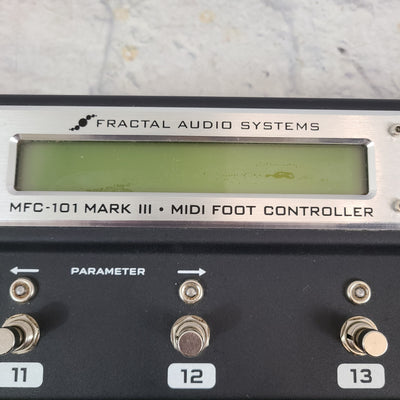 FRACTAL AUDIO SYSTEMS
MFC-101 MARK III • MIDI FOOT CONTROLLER
PARAMETER
11 12 13